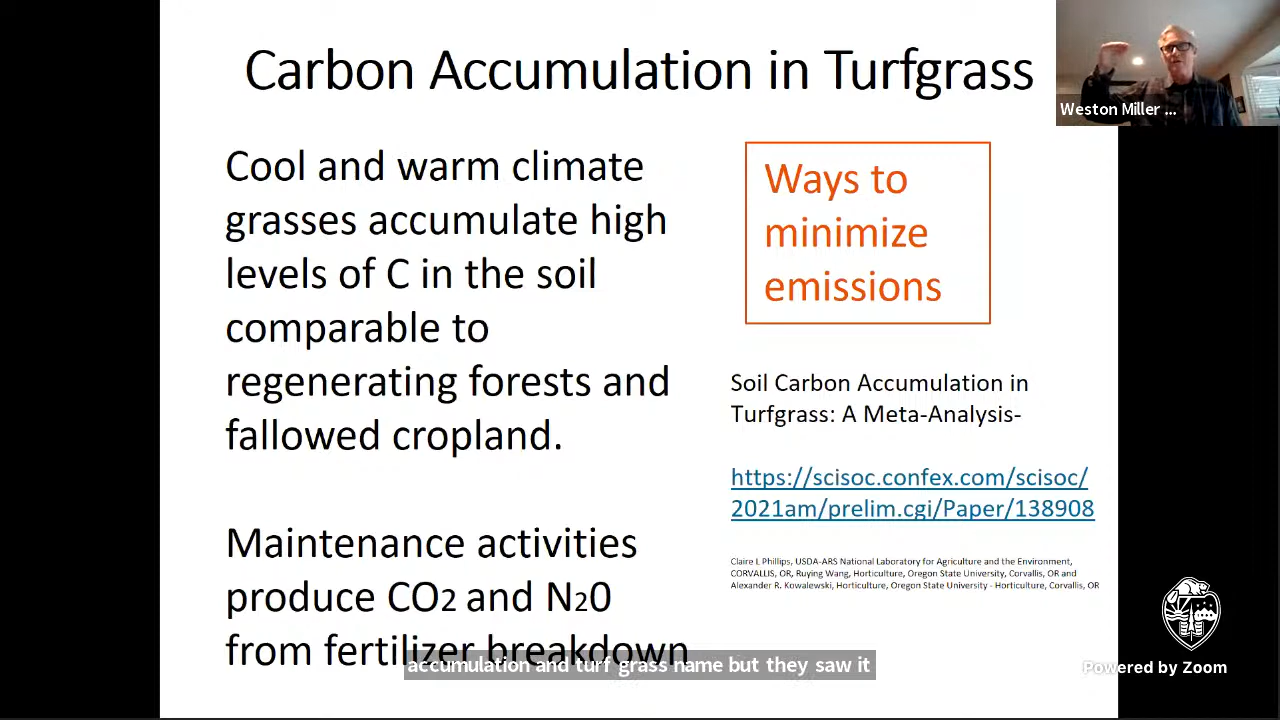 Carbon Accumulation in Turfgrass
Weston Miller ...
Cool and warm climate
grasses accumulate high
levels of C in the soil
comparable to
regenerating forests and
fallowed cropland.
Maintenance activities
produce CO2 and N20
from fertilizer breakdown
Ways to
minimize
emissions
Soil Carbon Accumulation in
Turfgrass: A Meta-Analysis-
https://scisoc.confex.com/scisoc/
2021am/prelim.cgi/Paper/138908
Claire L Phillips, USDA-ARS National Laboratory for Agriculture and the Environment,
CORVALLIS, OR, Ruying Wang, Horticulture, Oregon State University, Corvallis, OR and
Alexander R. Kowalewski, Horticulture, Oregon State University - Horticulture, Corvallis, OR
accumulation and turf grass name but they saw it
Powered by Zoom